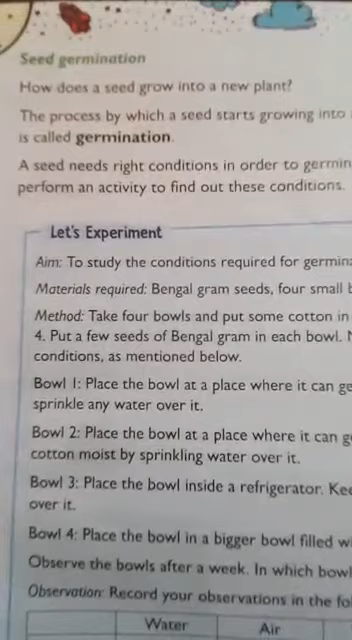 Seed germination
How does a seed grow into a new plant?
The process by which a seed starts growing into
is called germination.
A seed needs right conditions in order to germin
perform an activity to find out these conditions.
Let's Experiment
Aim: To study the conditions required for germina
Materials required: Bengal gram seeds, four small b
Method: Take four bowls and put some cotton in
4. Put a few seeds of Bengal gram in each bowl. N
conditions, as mentioned below.
Bowl 1: Place the bowl at a place where it can ge
sprinkle any water over it.
Bowl 2: Place the bowl at a place where it can g
cotton moist by sprinkling water over it.
Bowl 3: Place the bowl inside a refrigerator. Kee
over it.
Bowl 4: Place the bowl in a bigger bowl filled wi
Observe the bowls after a week. In which bowl
Observation: Record your observations in the fo
Water Air